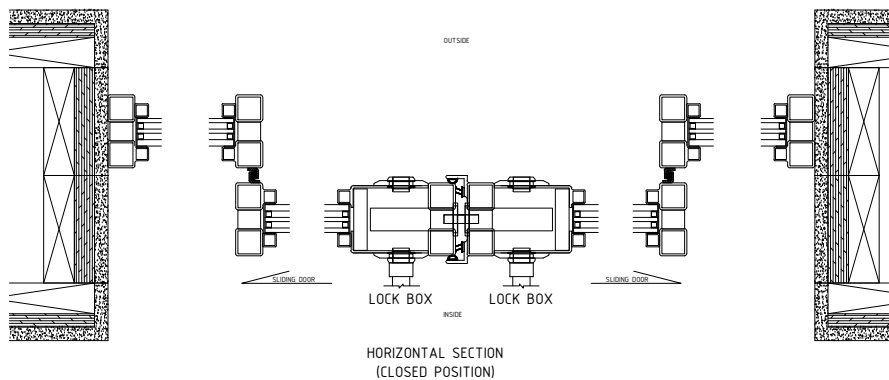 OUTSIDE
SLIDING DOOR
SLIDING DOOR
LOCK BOX
LOCK BOX
INSIDE
HORIZONTAL SECTION
(CLOSED POSITION)